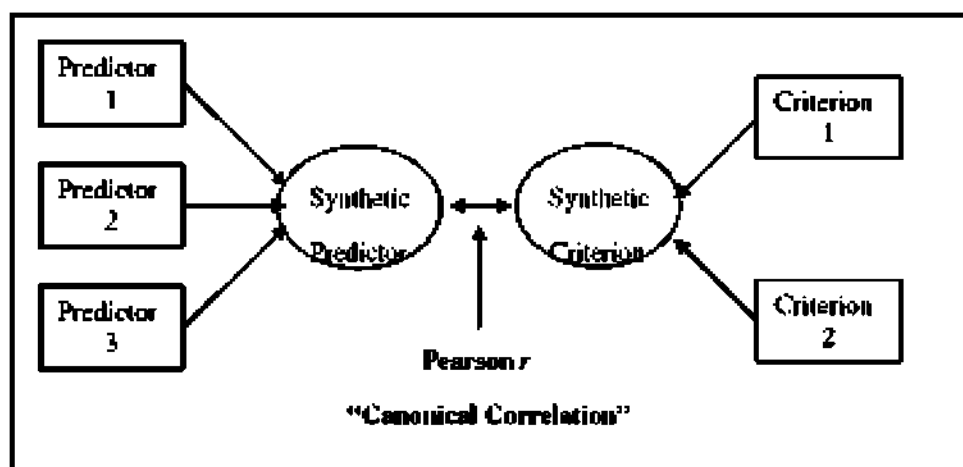 Predictor
1
Predictor
2
Predictor
3
Synthetic
Predictor
Synthetic
Criterion
Criterion
1
Criterion
2
Pearson r
“Canonical Correlation”